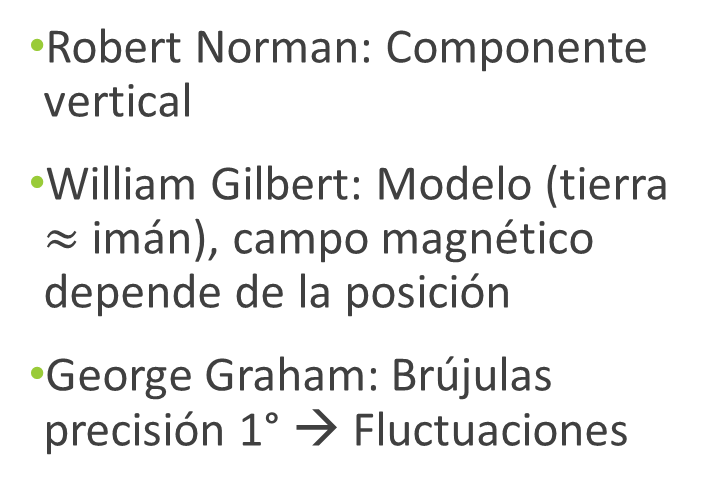 •Robert Norman: Componente
vertical
•William Gilbert: Modelo (tierra
≈ imán), campo magnético
depende de la posición
•George Graham: Brújulas
precisión 1° → Fluctuaciones